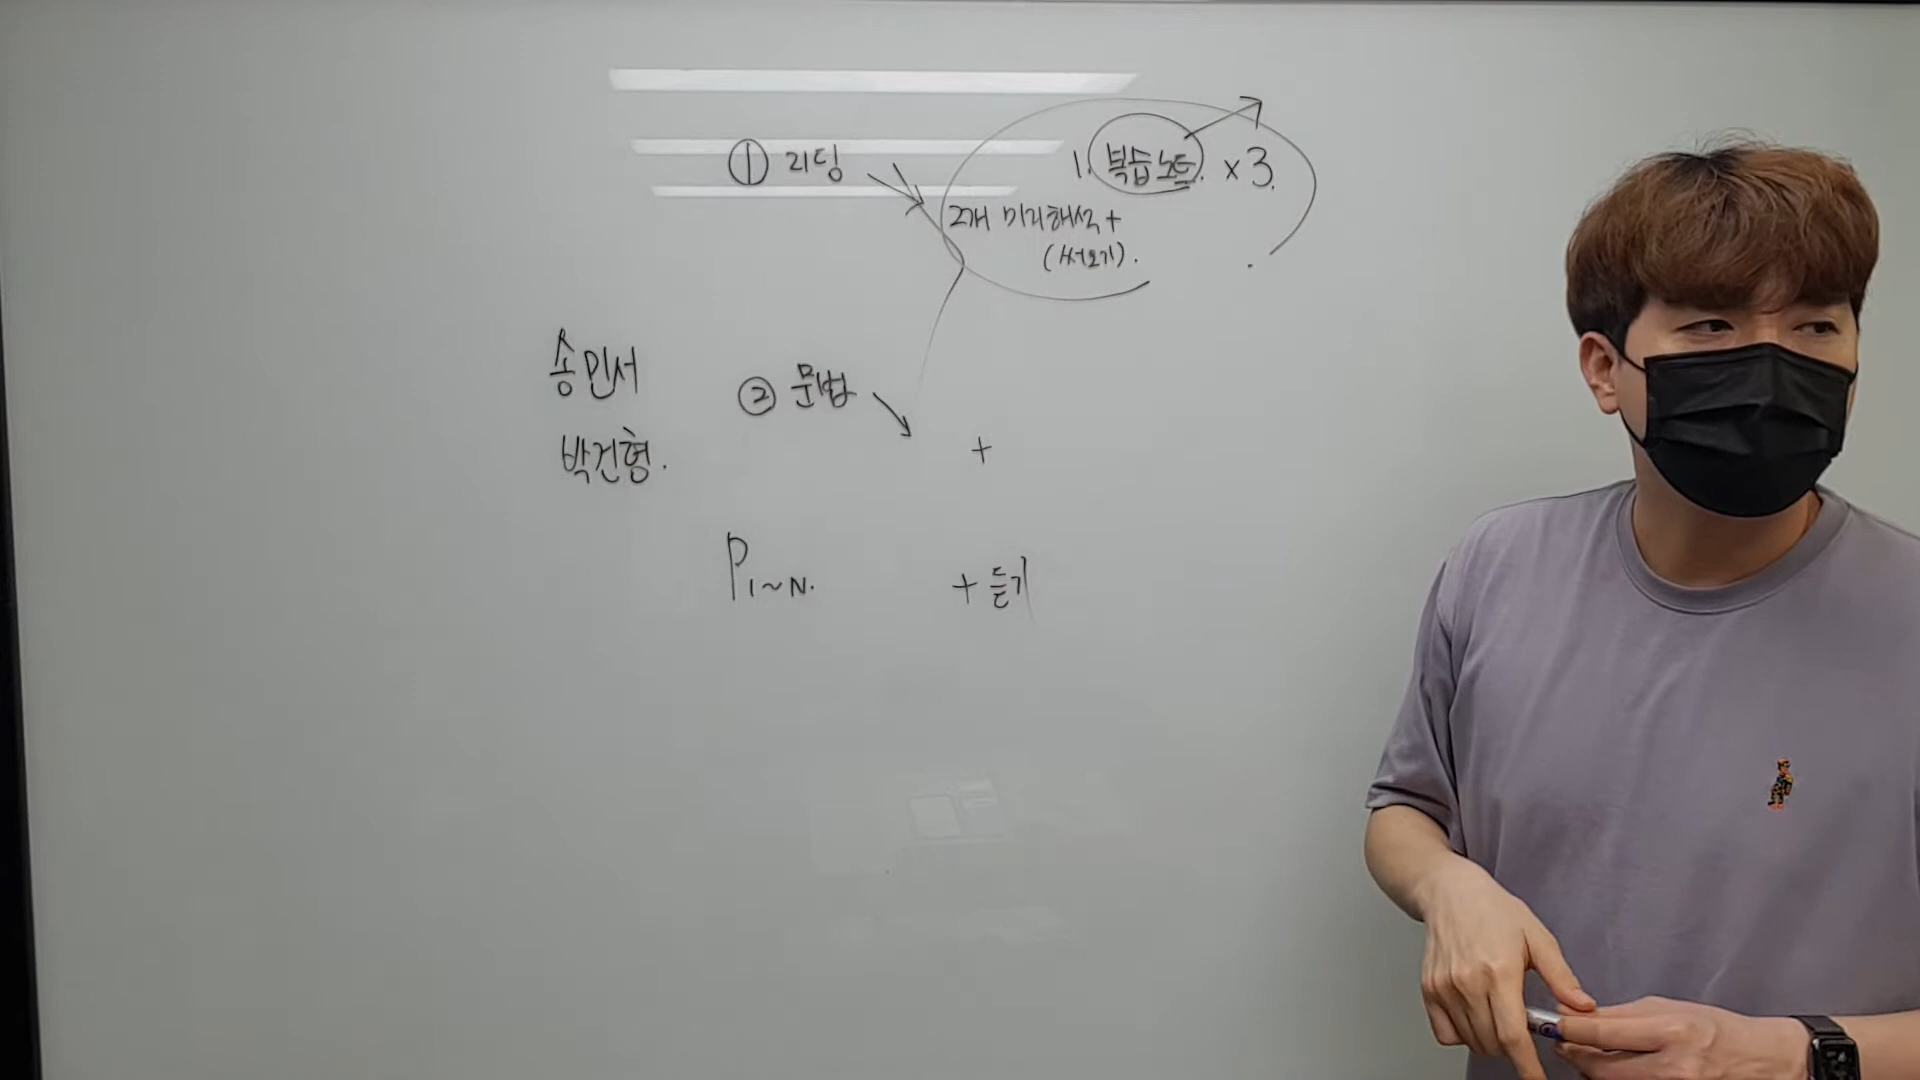 ① 리딩
1. 복습노트. x 3.
2개 미리해석 +
(써오기).
송민서
박건형.
② 문법
+
P1~N.
+ 듣기